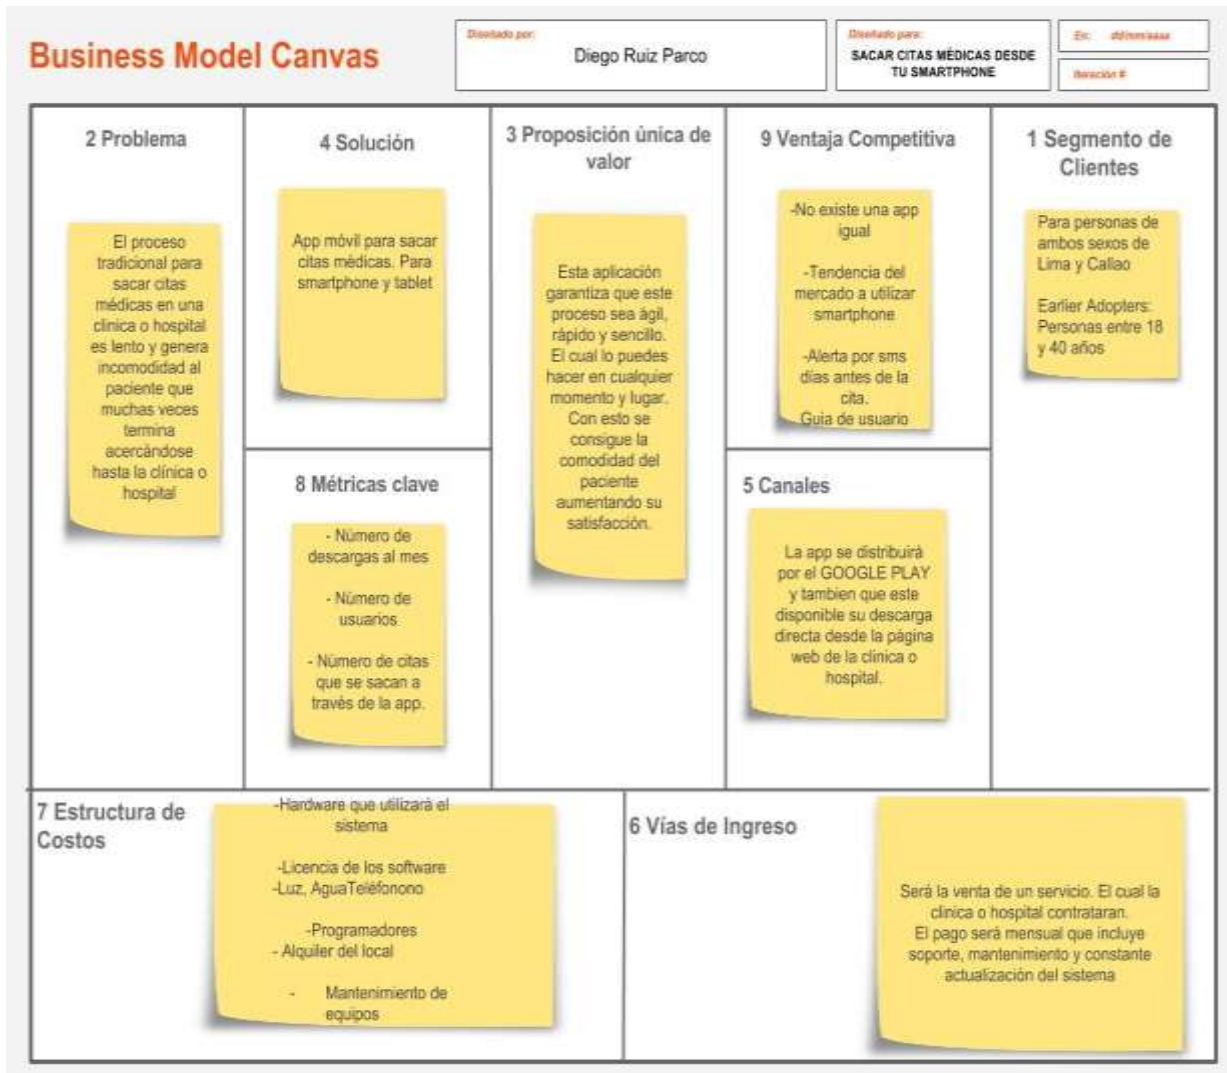 Business Model Canvas
Diseñado por:
Diego Ruiz Parco
Diseñado para:
SACAR CITAS MÉDICAS DESDE
TU SMARTPHONE
En: dd/mm/aaaa
Iteración #
2 Problema
El proceso
tradicional para
sacar citas
médicas en una
clinica o hospital
es lento y genera
incomodidad al
paciente que
muchas veces
termina
acercándose
hasta la clínica o
hospital
4 Solución
App móvil para sacar
citas médicas. Para
smartphone y tablet
8 Métricas clave
- Número de
descargas al mes
- Número de
usuarios
- Número de citas
que se sacan a
través de la app.
3 Proposición única de
valor
Esta aplicación
garantiza que este
proceso sea ágil,
rápido y sencillo.
El cual lo puedes
hacer en cualquier
momento y lugar.
Con esto se
consigue la
comodidad del
paciente
aumentando su
satisfacción.
9 Ventaja Competitiva
-No existe una app
igual
-Tendencia del
mercado a utilizar
smartphone
-Alerta por sms
días antes de la
cita.
Guia de usuario
5 Canales
La app se distribuirá
por el GOOGLE PLAY
y tambien que este
disponible su descarga
directa desde la página
web de la clínica o
hospital.
1 Segmento de
Clientes
Para personas de
ambos sexos de
Lima y Callao
Earlier Adopters:
Personas entre 18
y 40 años
7 Estructura de
Costos
-Hardware que utilizará el
sistema
-Licencia de los software
-Luz, AguaTeléfonono
-Programadores
- Alquiler del local
- Mantenimiento de
equipos
6 Vías de Ingreso
Será la venta de un servicio. El cual la
clinica o hospital contrataran.
El pago será mensual que incluye
soporte, mantenimiento y constante
actualización del sistema